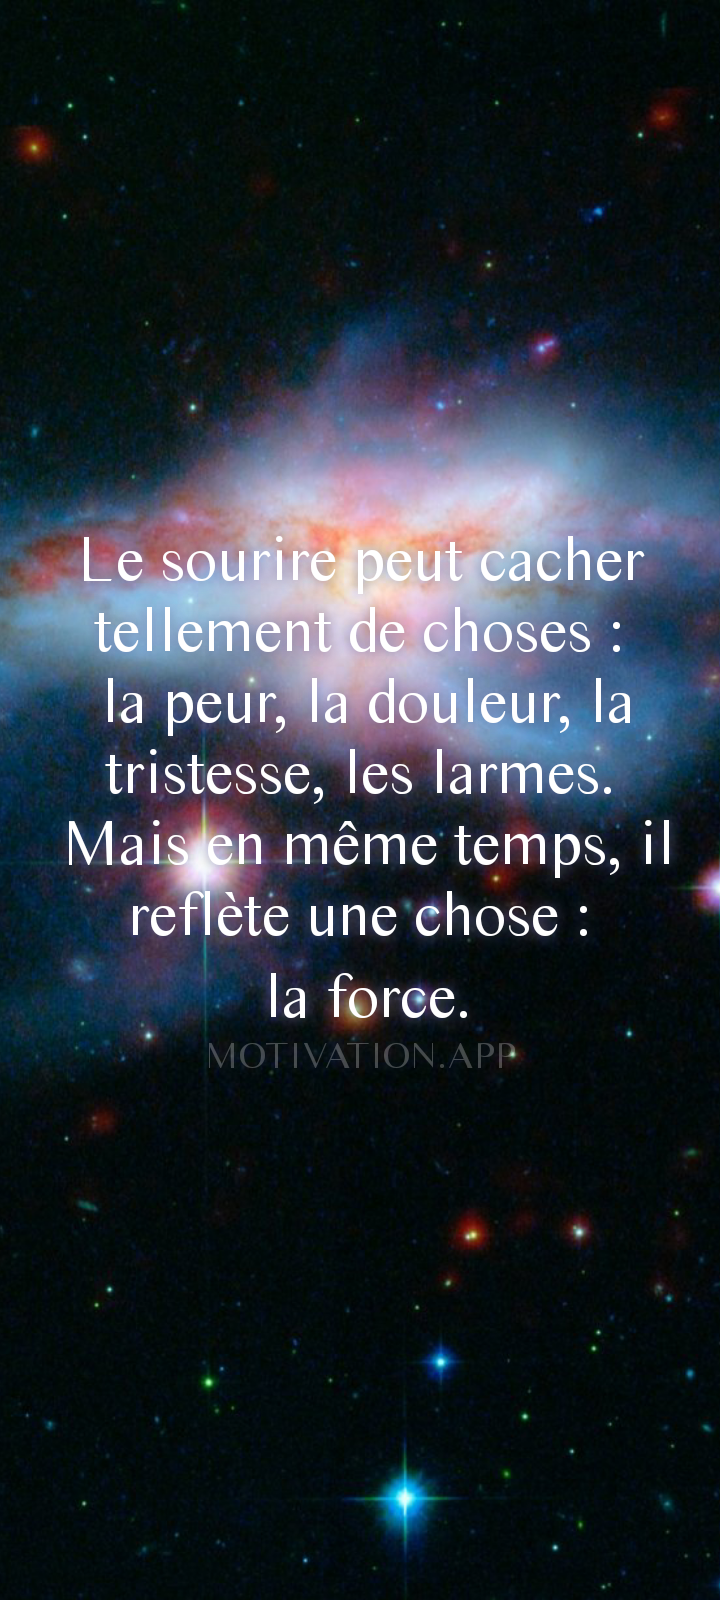 Le sourire peut cacher
tellement de choses :
la peur, la douleur, la
tristesse, les larmes.
Mais en même temps, il
reflète une chose :
la force.
MOTIVATION.APP